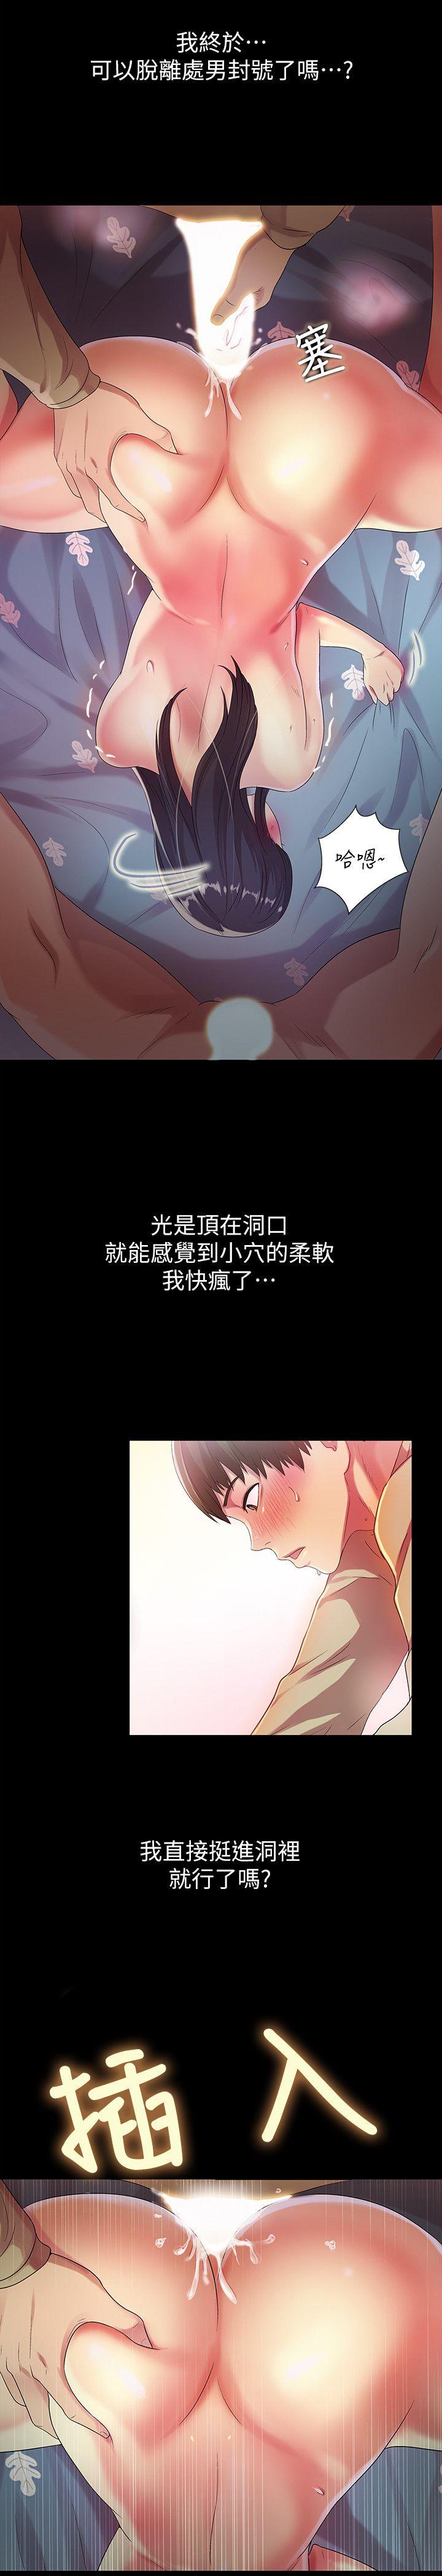 我終於⋯
可以脫離處男封號了嗎⋯?
塞
哈嗯~
光是頂在洞口
就能感覺到小穴的柔軟
我快瘋了⋯
我直接挺進洞裡
就行了嗎?
插入